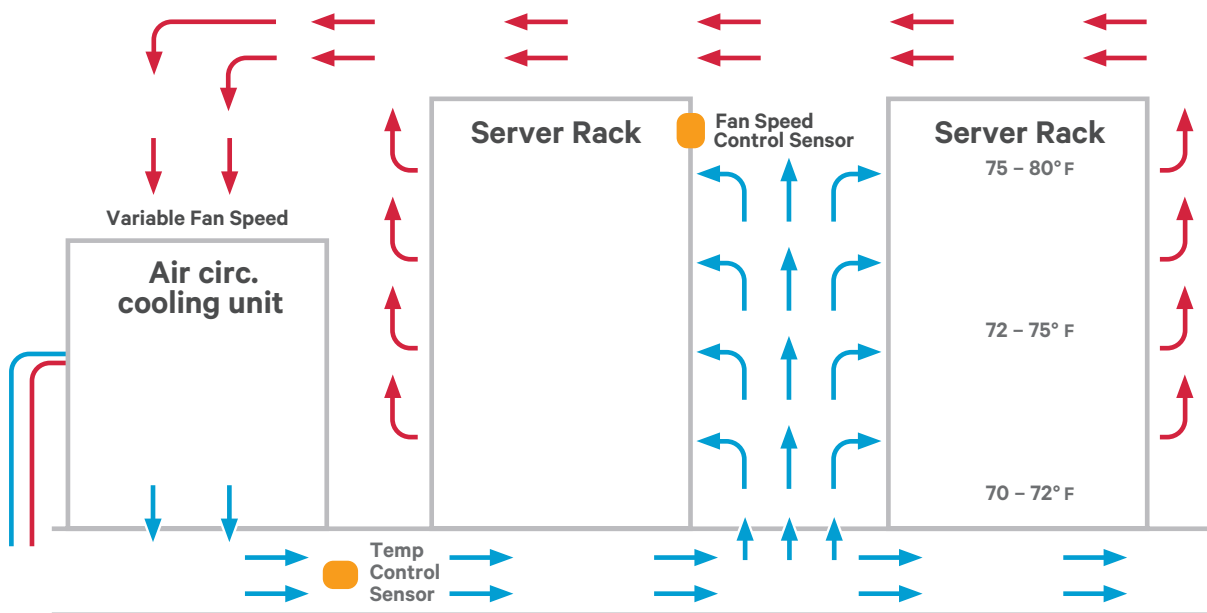 Server Rack
Fan Speed
Control Sensor
Server Rack
75 – 80° F
Variable Fan Speed
Air circ.
cooling unit
72 – 75° F
70 – 72° F
Temp
Control
Sensor